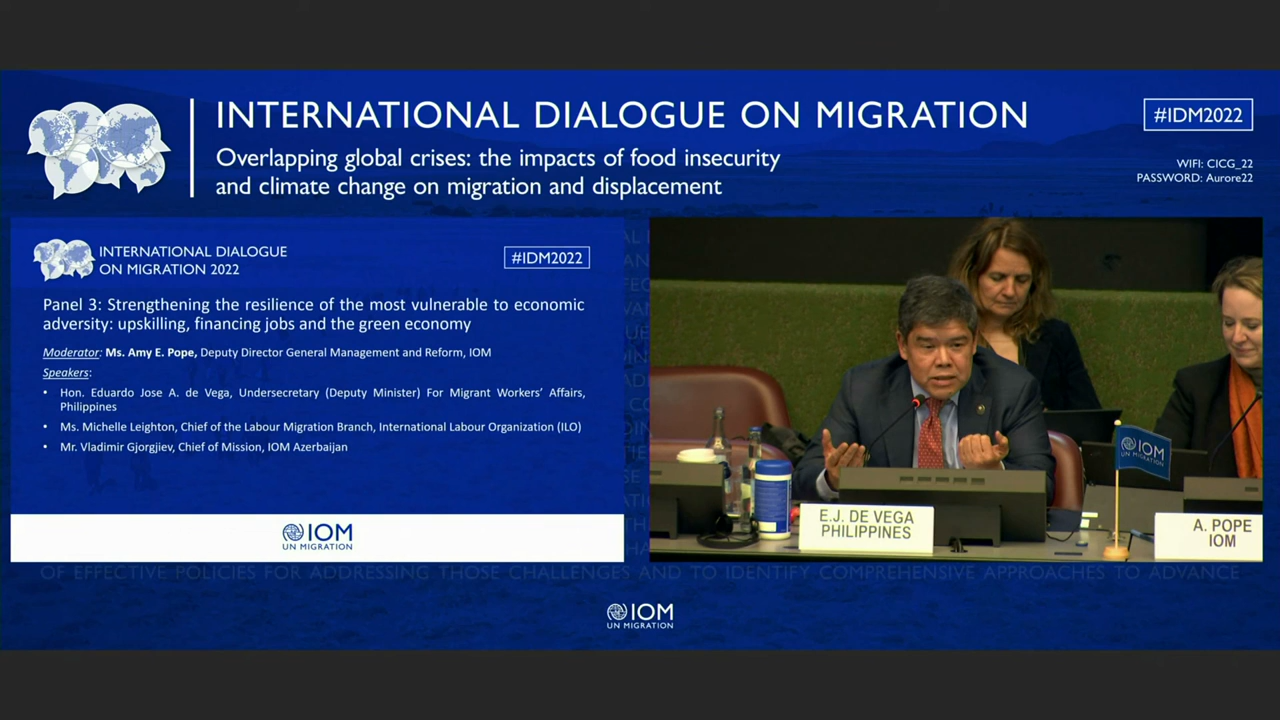 INTERNATIONAL DIALOGUE ON MIGRATION
Overlapping global crises: the impacts of food insecurity
and climate change on migration and displacement
#IDM2022
WIFI: CICG_22
PASSWORD: Aurore22
INTERNATIONAL DIALOGUE
ON MIGRATION 2022
#IDM2022
Panel 3: Strengthening the resilience of the most vulnerable to economic
adversity: upskilling, financing jobs and the green economy
Moderator: Ms. Amy E. Pope, Deputy Director General Management and Reform, IOM
Speakers:
• Hon. Eduardo Jose A. de Vega, Undersecretary (Deputy Minister) For Migrant Workers’ Affairs,
Philippines
• Ms. Michelle Leighton, Chief of the Labour Migration Branch, International Labour Organization (ILO)
• Mr. Vladimir Gjorgjiev, Chief of Mission, IOM Azerbaijan
IOM
UN MIGRATION
IOM
UN MIGRATION
E.J. DE VEGA
PHILIPPINES
A. POPE
IOM
OF EFFECTIVE POLICIES FOR ADDRESSING THOSE CHALLENGES AND TO IDENTIFY COMPREHENSIVE APPROACHES TO ADVANCE
IOM
UN MIGRATION